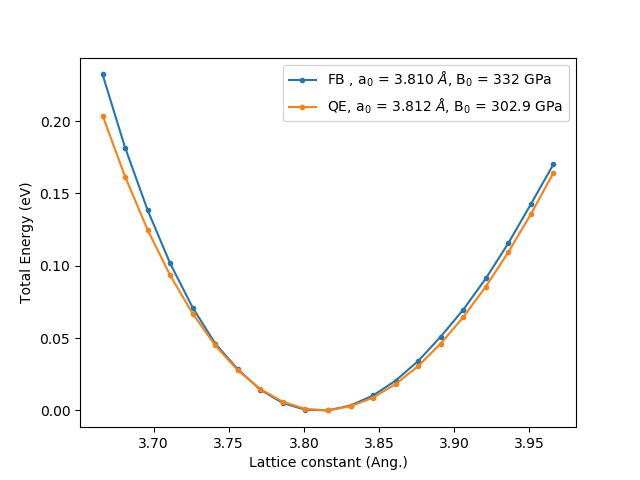 FB , a₀ = 3.810 Å, B₀ = 332 GPa
QE, a₀ = 3.812 Å, B₀ = 302.9 GPa
0.20
0.15
0.10
0.05
0.00
Total Energy (eV)
3.70 3.75 3.80 3.85 3.90 3.95
Lattice constant (Ang.)